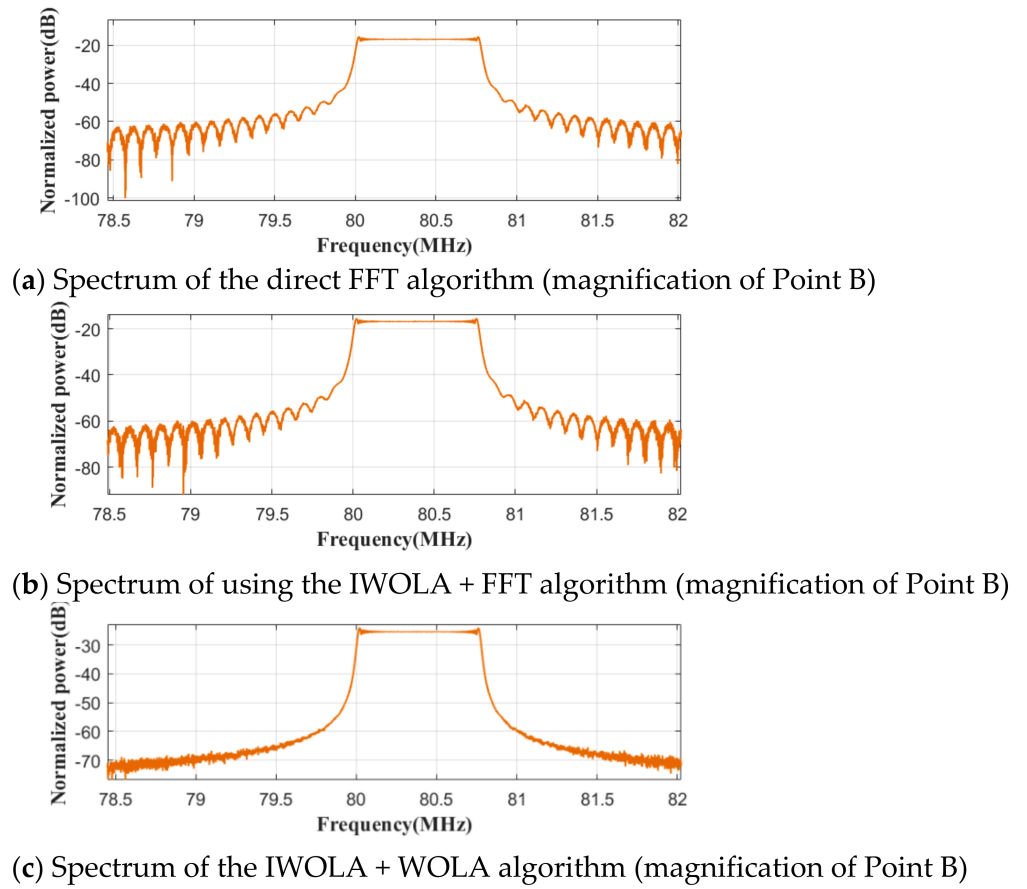 Normalized power(dB)
-20
-40
-60
-80
-100
78.5 79 79.5 80 80.5 81 81.5 82
Frequency(MHz)
(a) Spectrum of the direct FFT algorithm (magnification of Point B)
Normalized power(dB)
-20
-40
-60
-80
78.5 79 79.5 80 80.5 81 81.5 82
Frequency(MHz)
(b) Spectrum of using the IWOLA + FFT algorithm (magnification of Point B)
Normalized power(dB)
-30
-40
-50
-60
-70
78.5 79 79.5 80 80.5 81 81.5 82
Frequency(MHz)
(c) Spectrum of the IWOLA + WOLA algorithm (magnification of Point B)